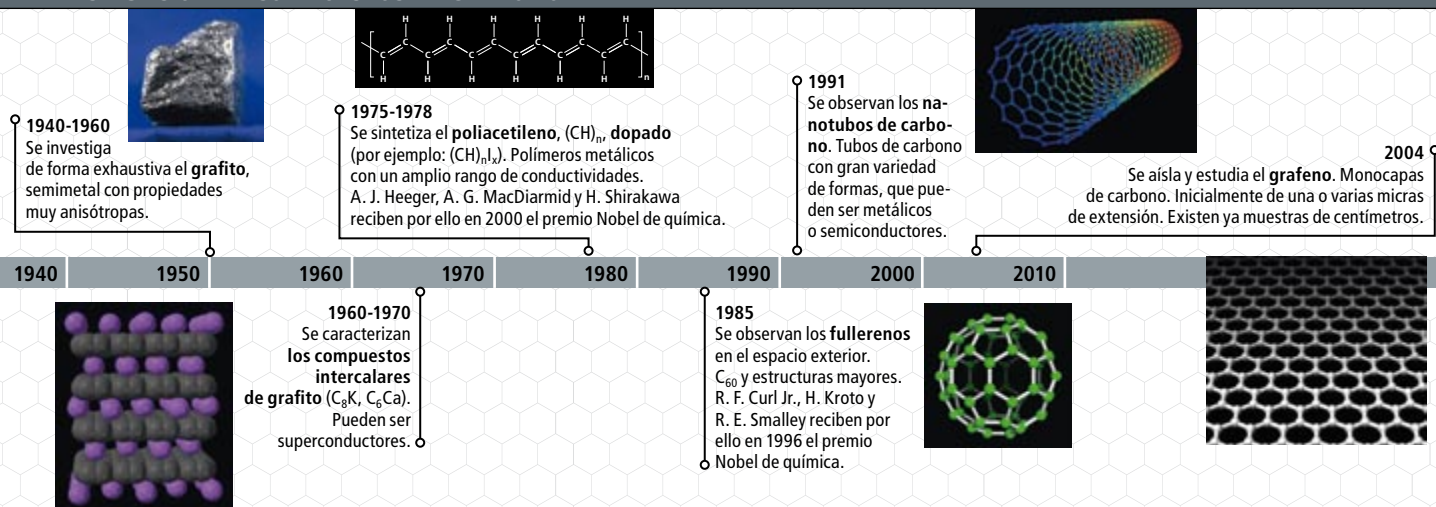 1940-1960
Se investiga
de forma exhaustiva el grafito,
semimetal con propiedades
muy anisótropas.
H H H H H H
C C C C C C C C C C C C
H H H H H H
n
1975-1978
Se sintetiza el poliacetileno, (CH)n, dopado
(por ejemplo: (CH)nIx). Polímeros metálicos
con un amplio rango de conductividades.
A. J. Heeger, A. G. MacDiarmid y H. Shirakawa
reciben por ello en 2000 el premio Nobel de química.
1991
Se observan los na-
notubos de carbo-
no. Tubos de carbono
con gran variedad
de formas, que pue-
den ser metálicos
o semiconductores.
2004
Se aísla y estudia el grafeno. Monocapas
de carbono. Inicialmente de una o varias micras
de extensión. Existen ya muestras de centímetros.
1940 1950 1960 1970 1980 1990 2000 2010
1960-1970
Se caracterizan
los compuestos
intercalares
de grafito (C8K, C6Ca).
Pueden ser
superconductores.
1985
Se observan los fullerenos
en el espacio exterior.
C60 y estructuras mayores.
R. F. Curl Jr., H. Kroto y
R. E. Smalley reciben por
ello en 1996 el premio
Nobel de química.